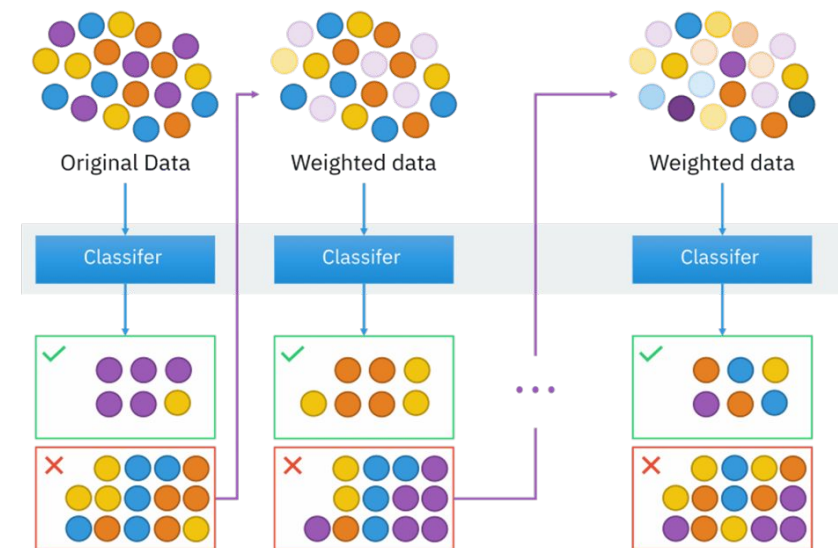 Original Data
Weighted data
Weighted data
Classifer
Classifer
Classifer